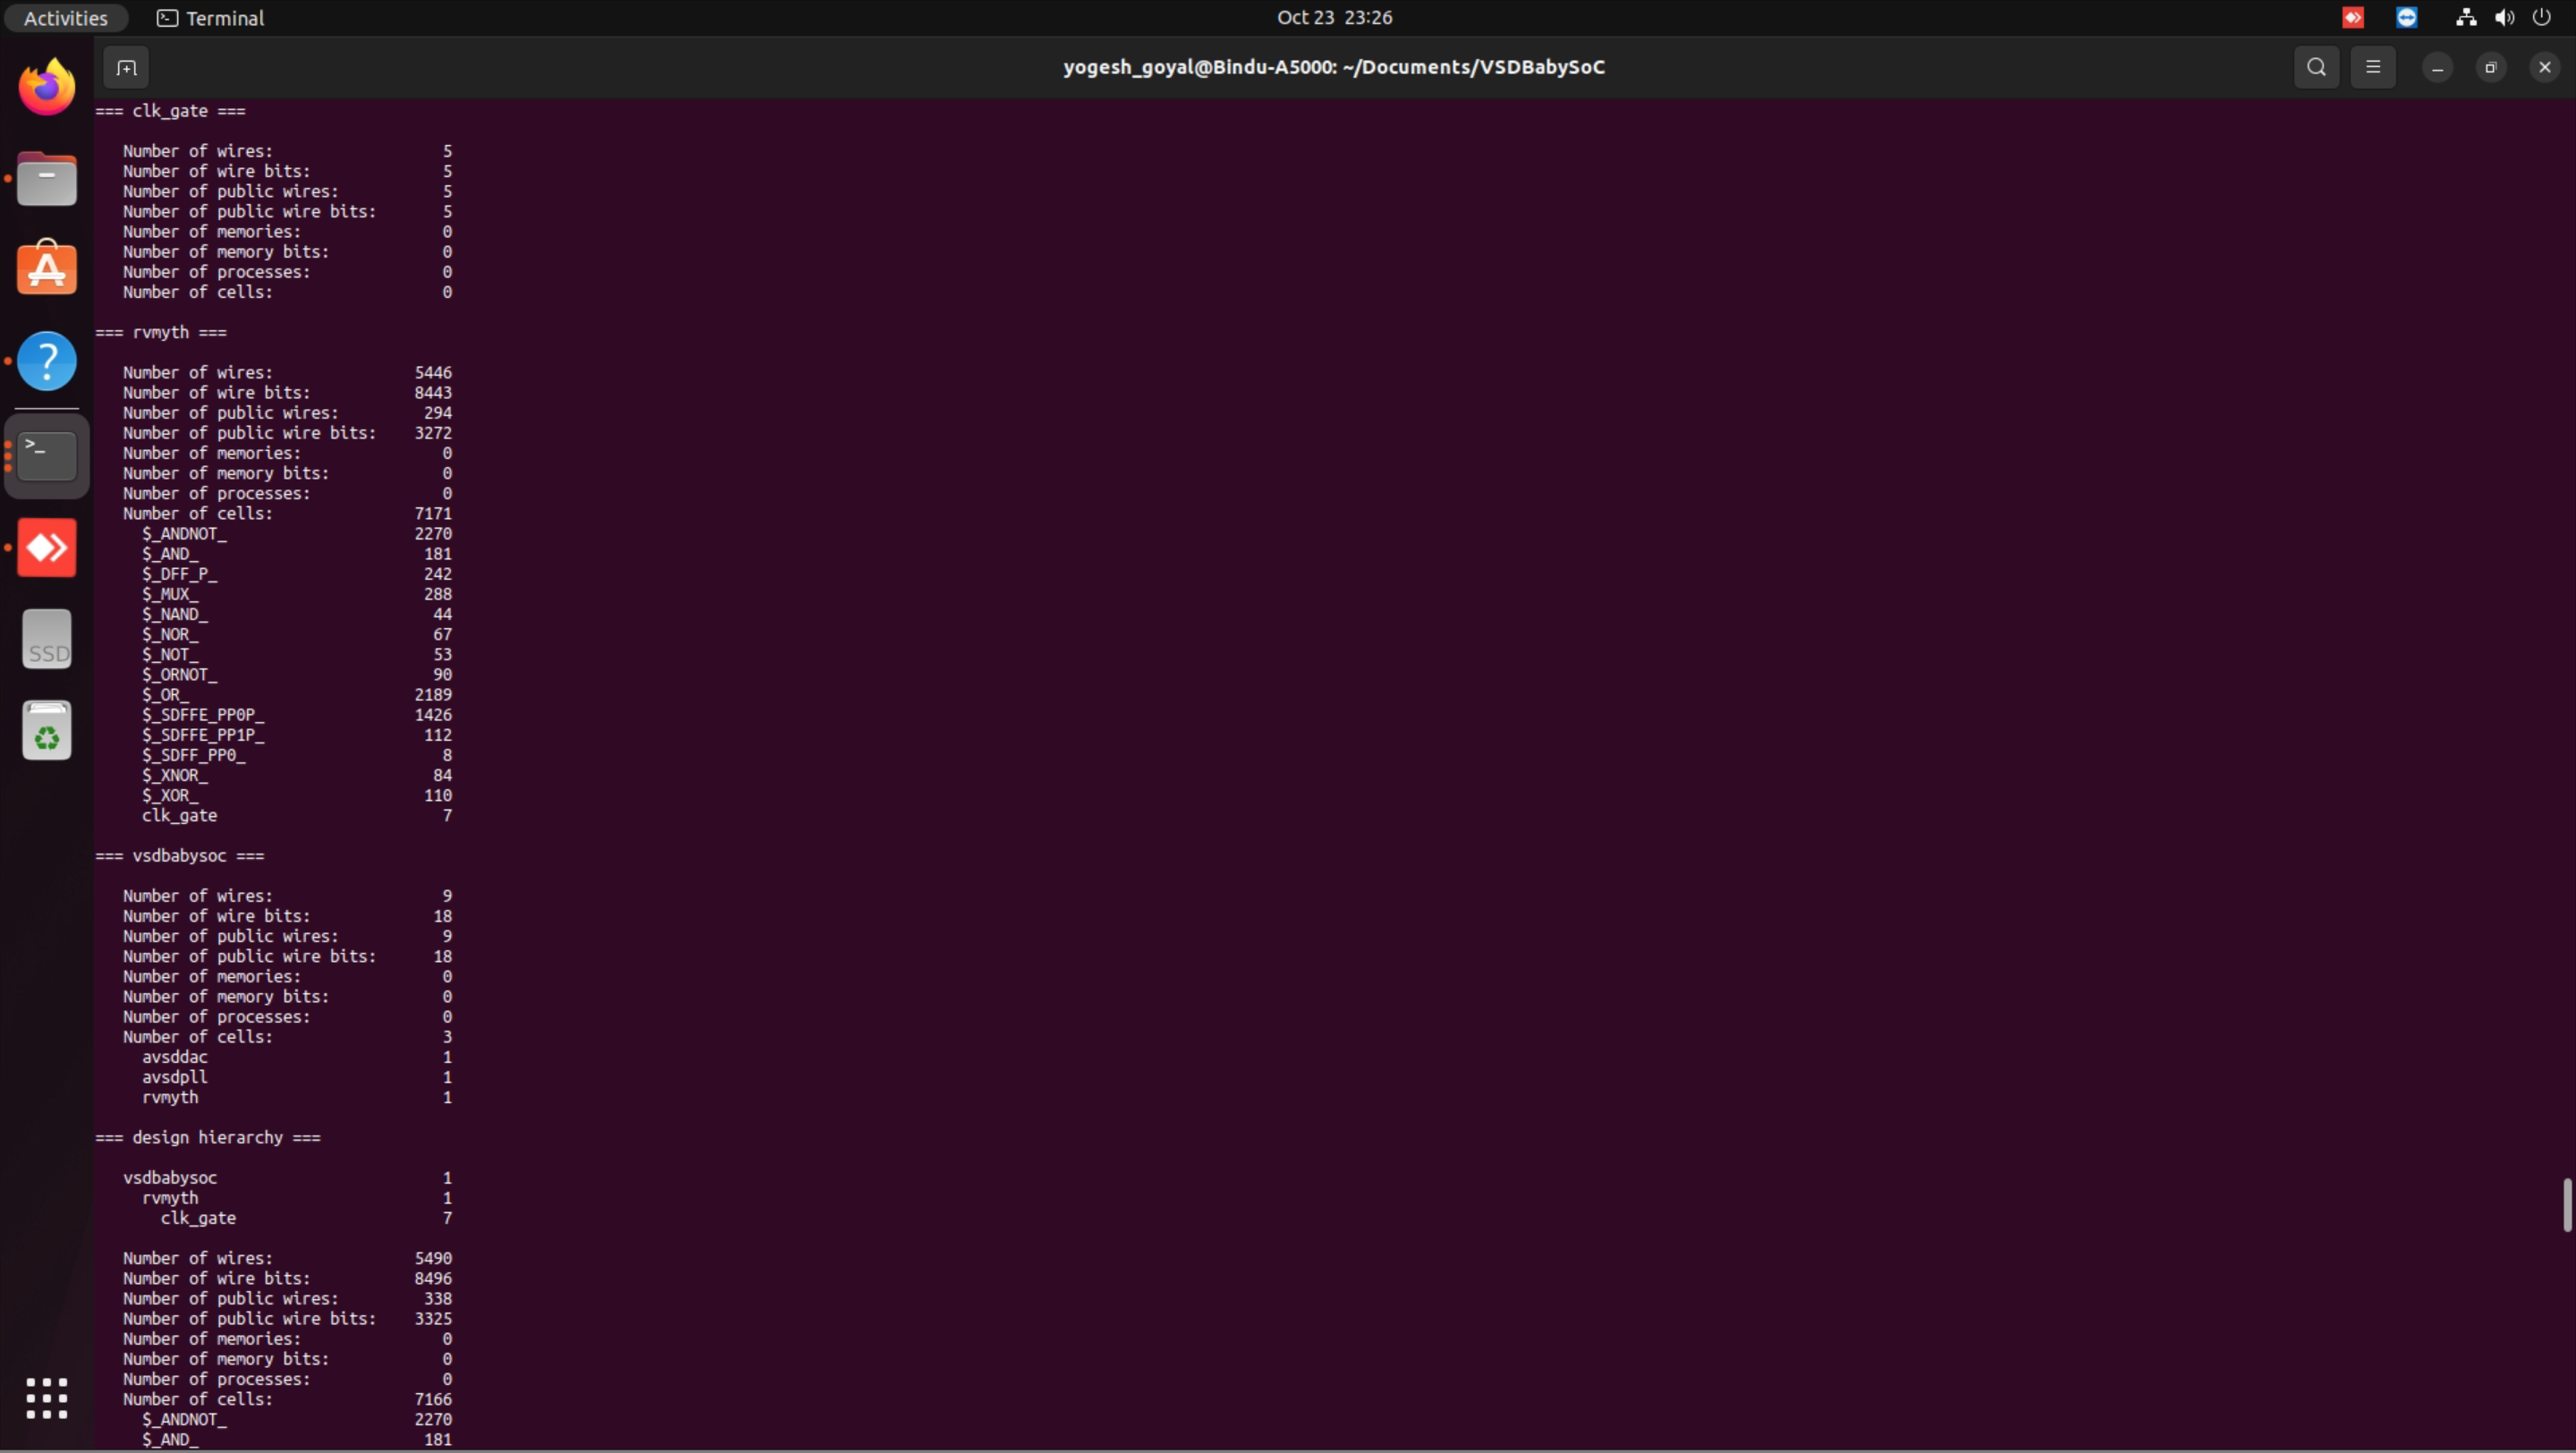 Activities
Terminal
Oct 23 23:26
yogesh_goyal@Bindu-A5000: ~/Documents/VSDBabySoC
=== clk_gate ===
Number of wires: 5
Number of wire bits: 5
Number of public wires: 5
Number of public wire bits: 5
Number of memories: 0
Number of memory bits: 0
Number of processes: 0
Number of cells: 0
=== rvmyth ===
Number of wires: 5446
Number of wire bits: 8443
Number of public wires: 294
Number of public wire bits: 3272
Number of memories: 0
Number of memory bits: 0
Number of processes: 0
Number of cells: 7171
$_ANDNOT_ 2270
$_AND_ 181
$_DFF_P_ 242
$_MUX_ 288
$_NAND_ 44
$_NOR_ 67
$_NOT_ 53
$_ORNOT_ 90
$_OR_ 2189
$_SDFFE_PP0P_ 1426
$_SDFFE_PP1P_ 112
$_SDFF_PP0_ 8
$_XNOR_ 84
$_XOR_ 110
clk_gate 7
=== vsdbabysoc ===
Number of wires: 9
Number of wire bits: 18
Number of public wires: 9
Number of public wire bits: 18
Number of memories: 0
Number of memory bits: 0
Number of processes: 0
Number of cells: 3
avsddac 1
avsdpll 1
rvmyth 1
=== design hierarchy ===
vsdbabysoc 1
rvmyth 1
clk_gate 7
Number of wires: 5490
Number of wire bits: 8496
Number of public wires: 338
Number of public wire bits: 3325
Number of memories: 0
Number of memory bits: 0
Number of processes: 0
Number of cells: 7166
$_ANDNOT_ 2270
$_AND_ 181
SSD